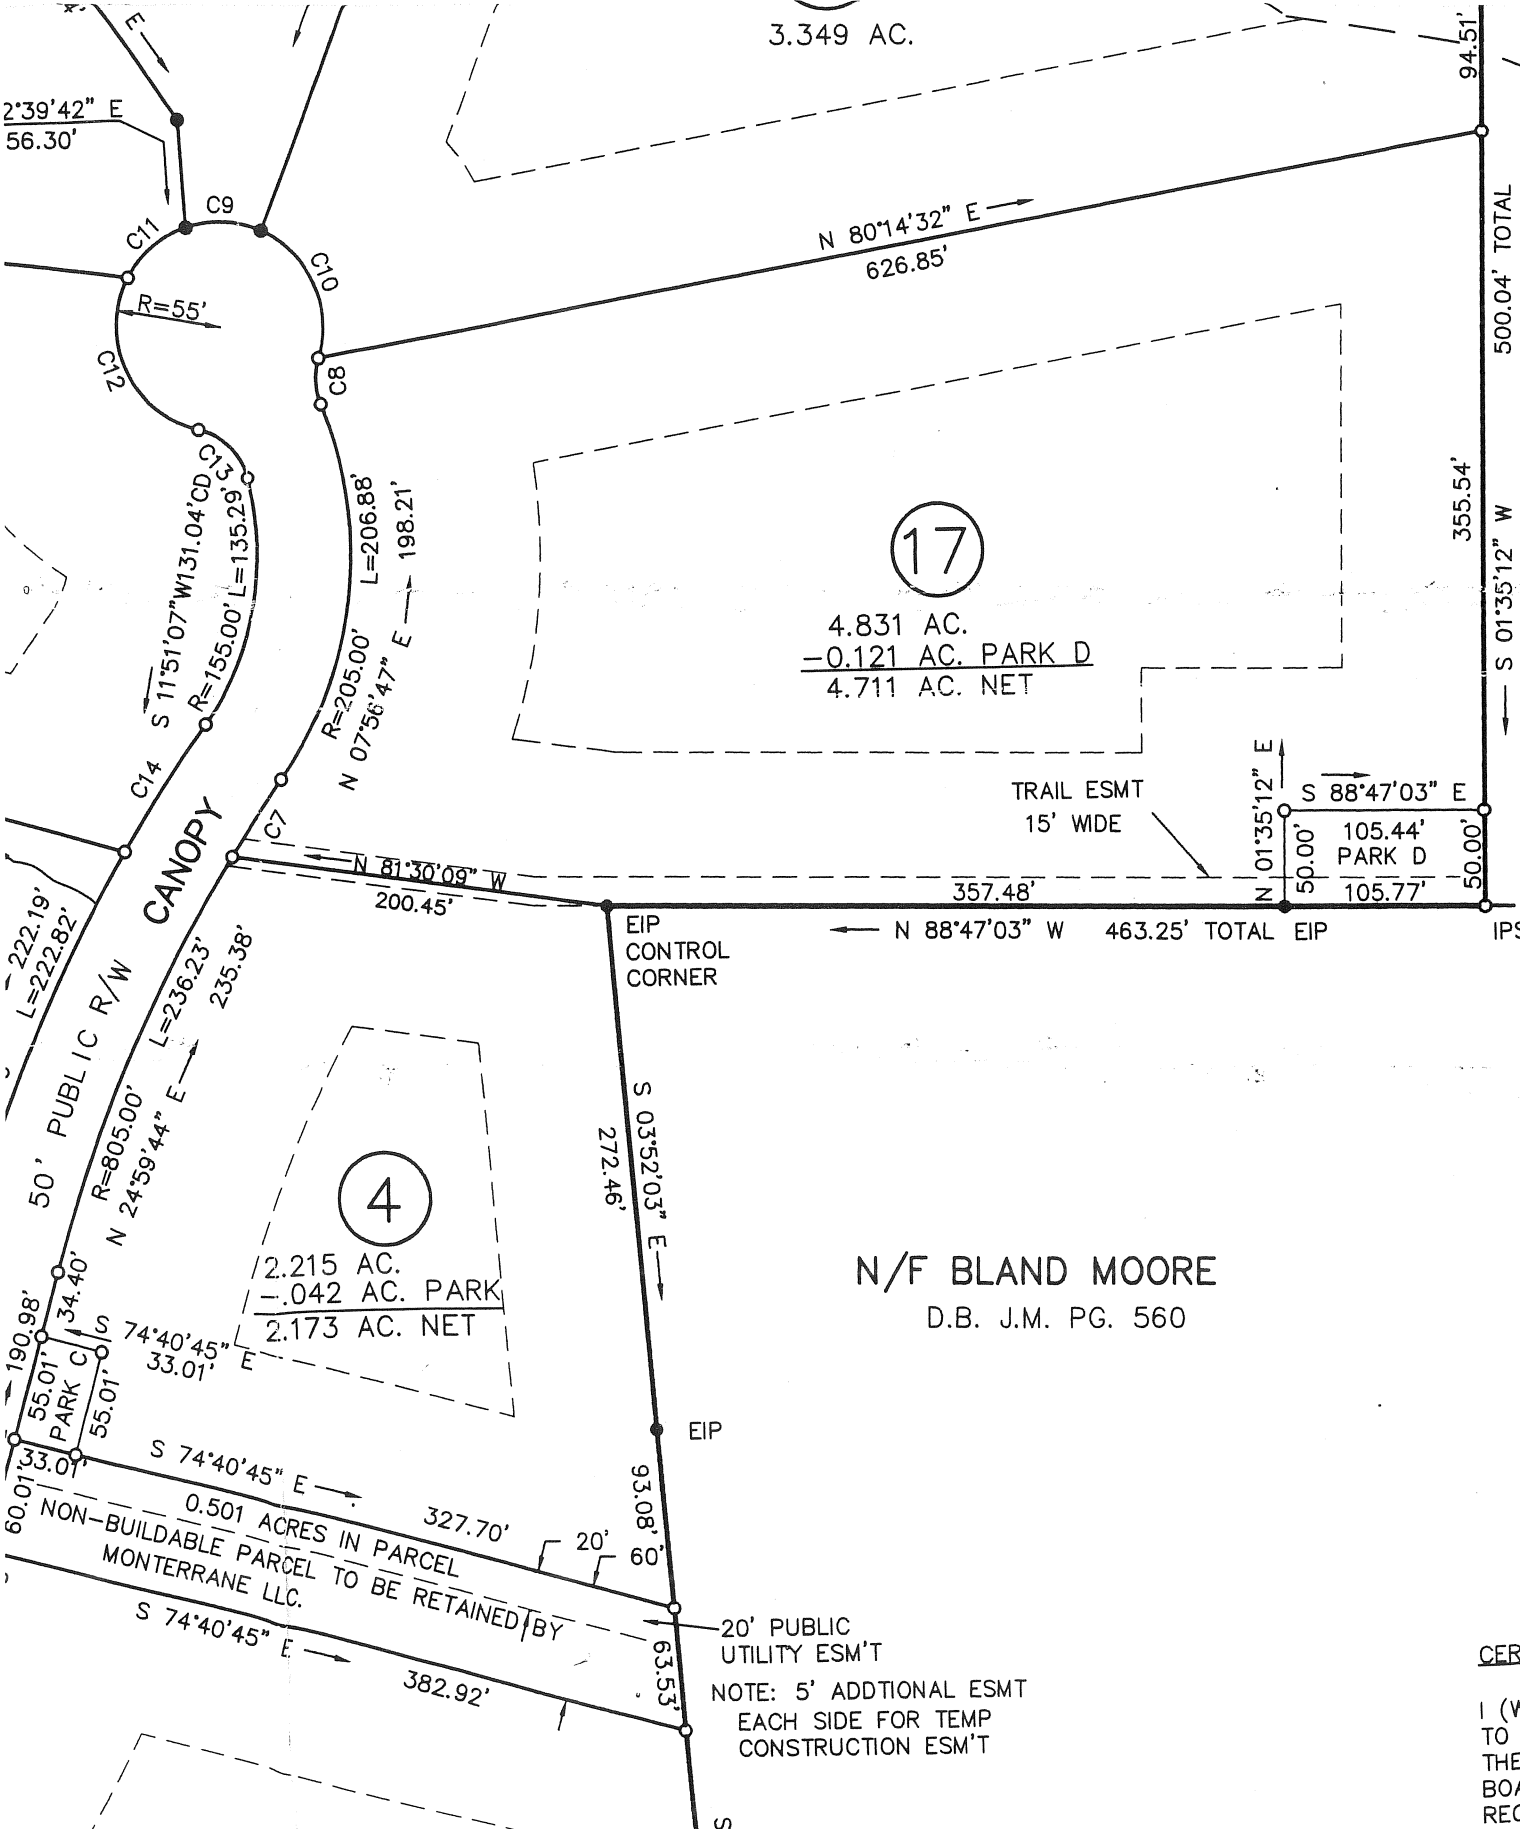 3.349 AC.
94.51'
E
2°39'42" E
56.30'
C9
C11
C10
R=55'
C12
C8
C13
N 80°14'32" E
626.85'
500.04' TOTAL
355.54'
S 01°35'12" W
S 11°51'07"W131.04'CD
R=155.00' L=135.29'
L=206.88'
R=205.00'
198.21'
N 07°56'47" E
17
4.831 AC.
-0.121 AC. PARK D
4.711 AC. NET
C14
C7
CANOPY
50' PUBLIC R/W
TRAIL ESMT
15' WIDE
N 01°35'12" E
S 88°47'03" E
50.00'
105.44'
PARK D
50.00'
105.77'
N 81°30'09" W
200.45'
357.48'
N 88°47'03" W 463.25' TOTAL EIP
IPS
EIP
CONTROL
CORNER
222.19'
L=222.82'
L=236.23'
235.38'
R=805.00'
N 24°59'44" E
S 03°52'03" E
272.46'
4
2.215 AC.
-.042 AC. PARK
2.173 AC. NET
N/F BLAND MOORE
D.B. J.M. PG. 560
34.40'
190.98'
S 74°40'45" E
33.01'
55.01'
PARK C
55.01'
33.01'
60.01'
EIP
93.08'
S 74°40'45" E
327.70'
20'
60'
0.501 ACRES IN PARCEL
NON-BUILDABLE PARCEL TO BE RETAINED BY
MONTERRANE LLC.
S 74°40'45" E
382.92'
63.53'
20' PUBLIC
UTILITY ESM'T
NOTE: 5' ADDTIONAL ESMT
EACH SIDE FOR TEMP
CONSTRUCTION ESM'T
S
CER
I (W
TO
THE
BOA
REC